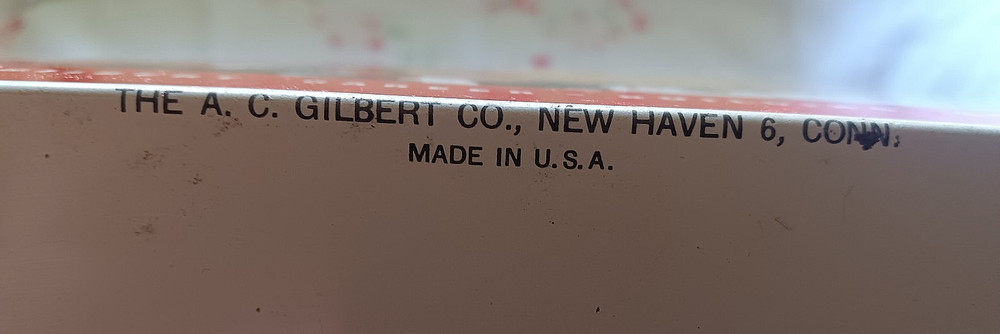 THE A. C. GILBERT CO., NEW HAVEN 6, CONN.
MADE IN U.S.A.